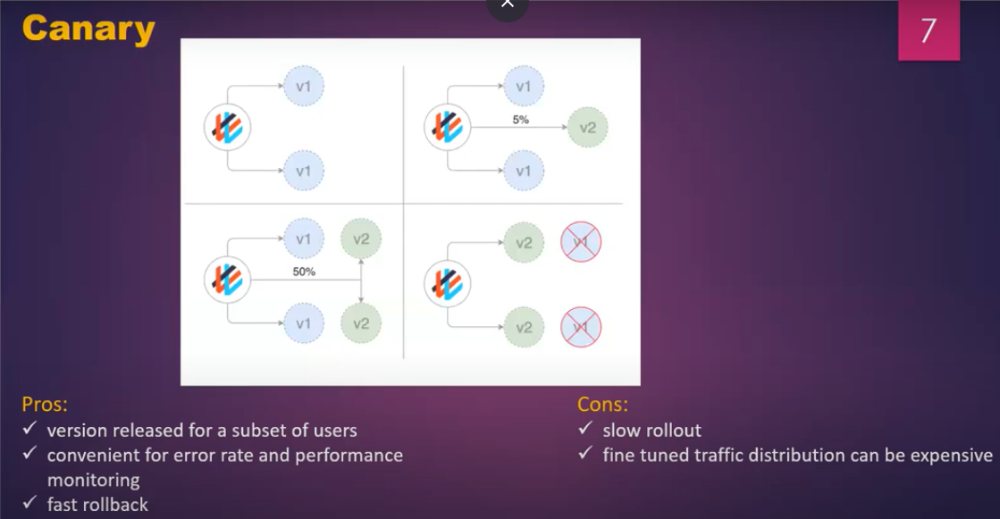 Canary
7
v1
v1
v1
5%
v2
v1
v1
v2
50%
v1
v2
v2
v1
v2
v1
Pros:
✓ version released for a subset of users
✓ convenient for error rate and performance
monitoring
✓ fast rollback
Cons:
✓ slow rollout
✓ fine tuned traffic distribution can be expensive